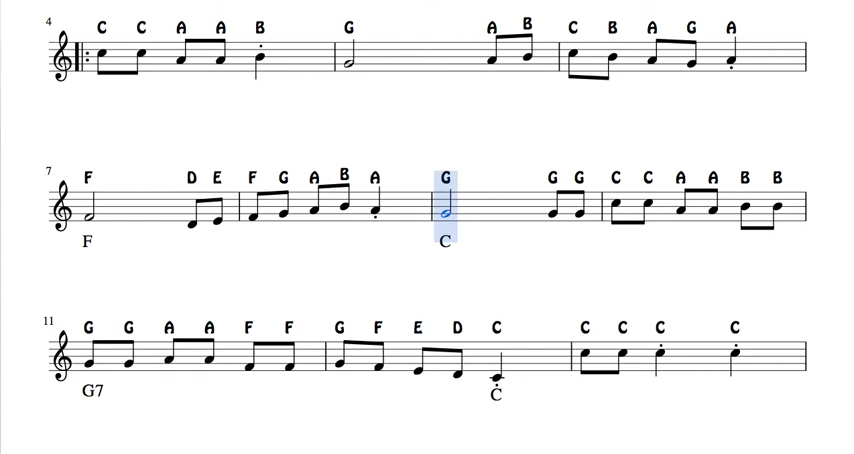 4
C C A A B G A B C B A G A
7
F D E F G A B A G G G C C A A B B
F C
11
G G A A F F G F E D C C C C C
G7 C